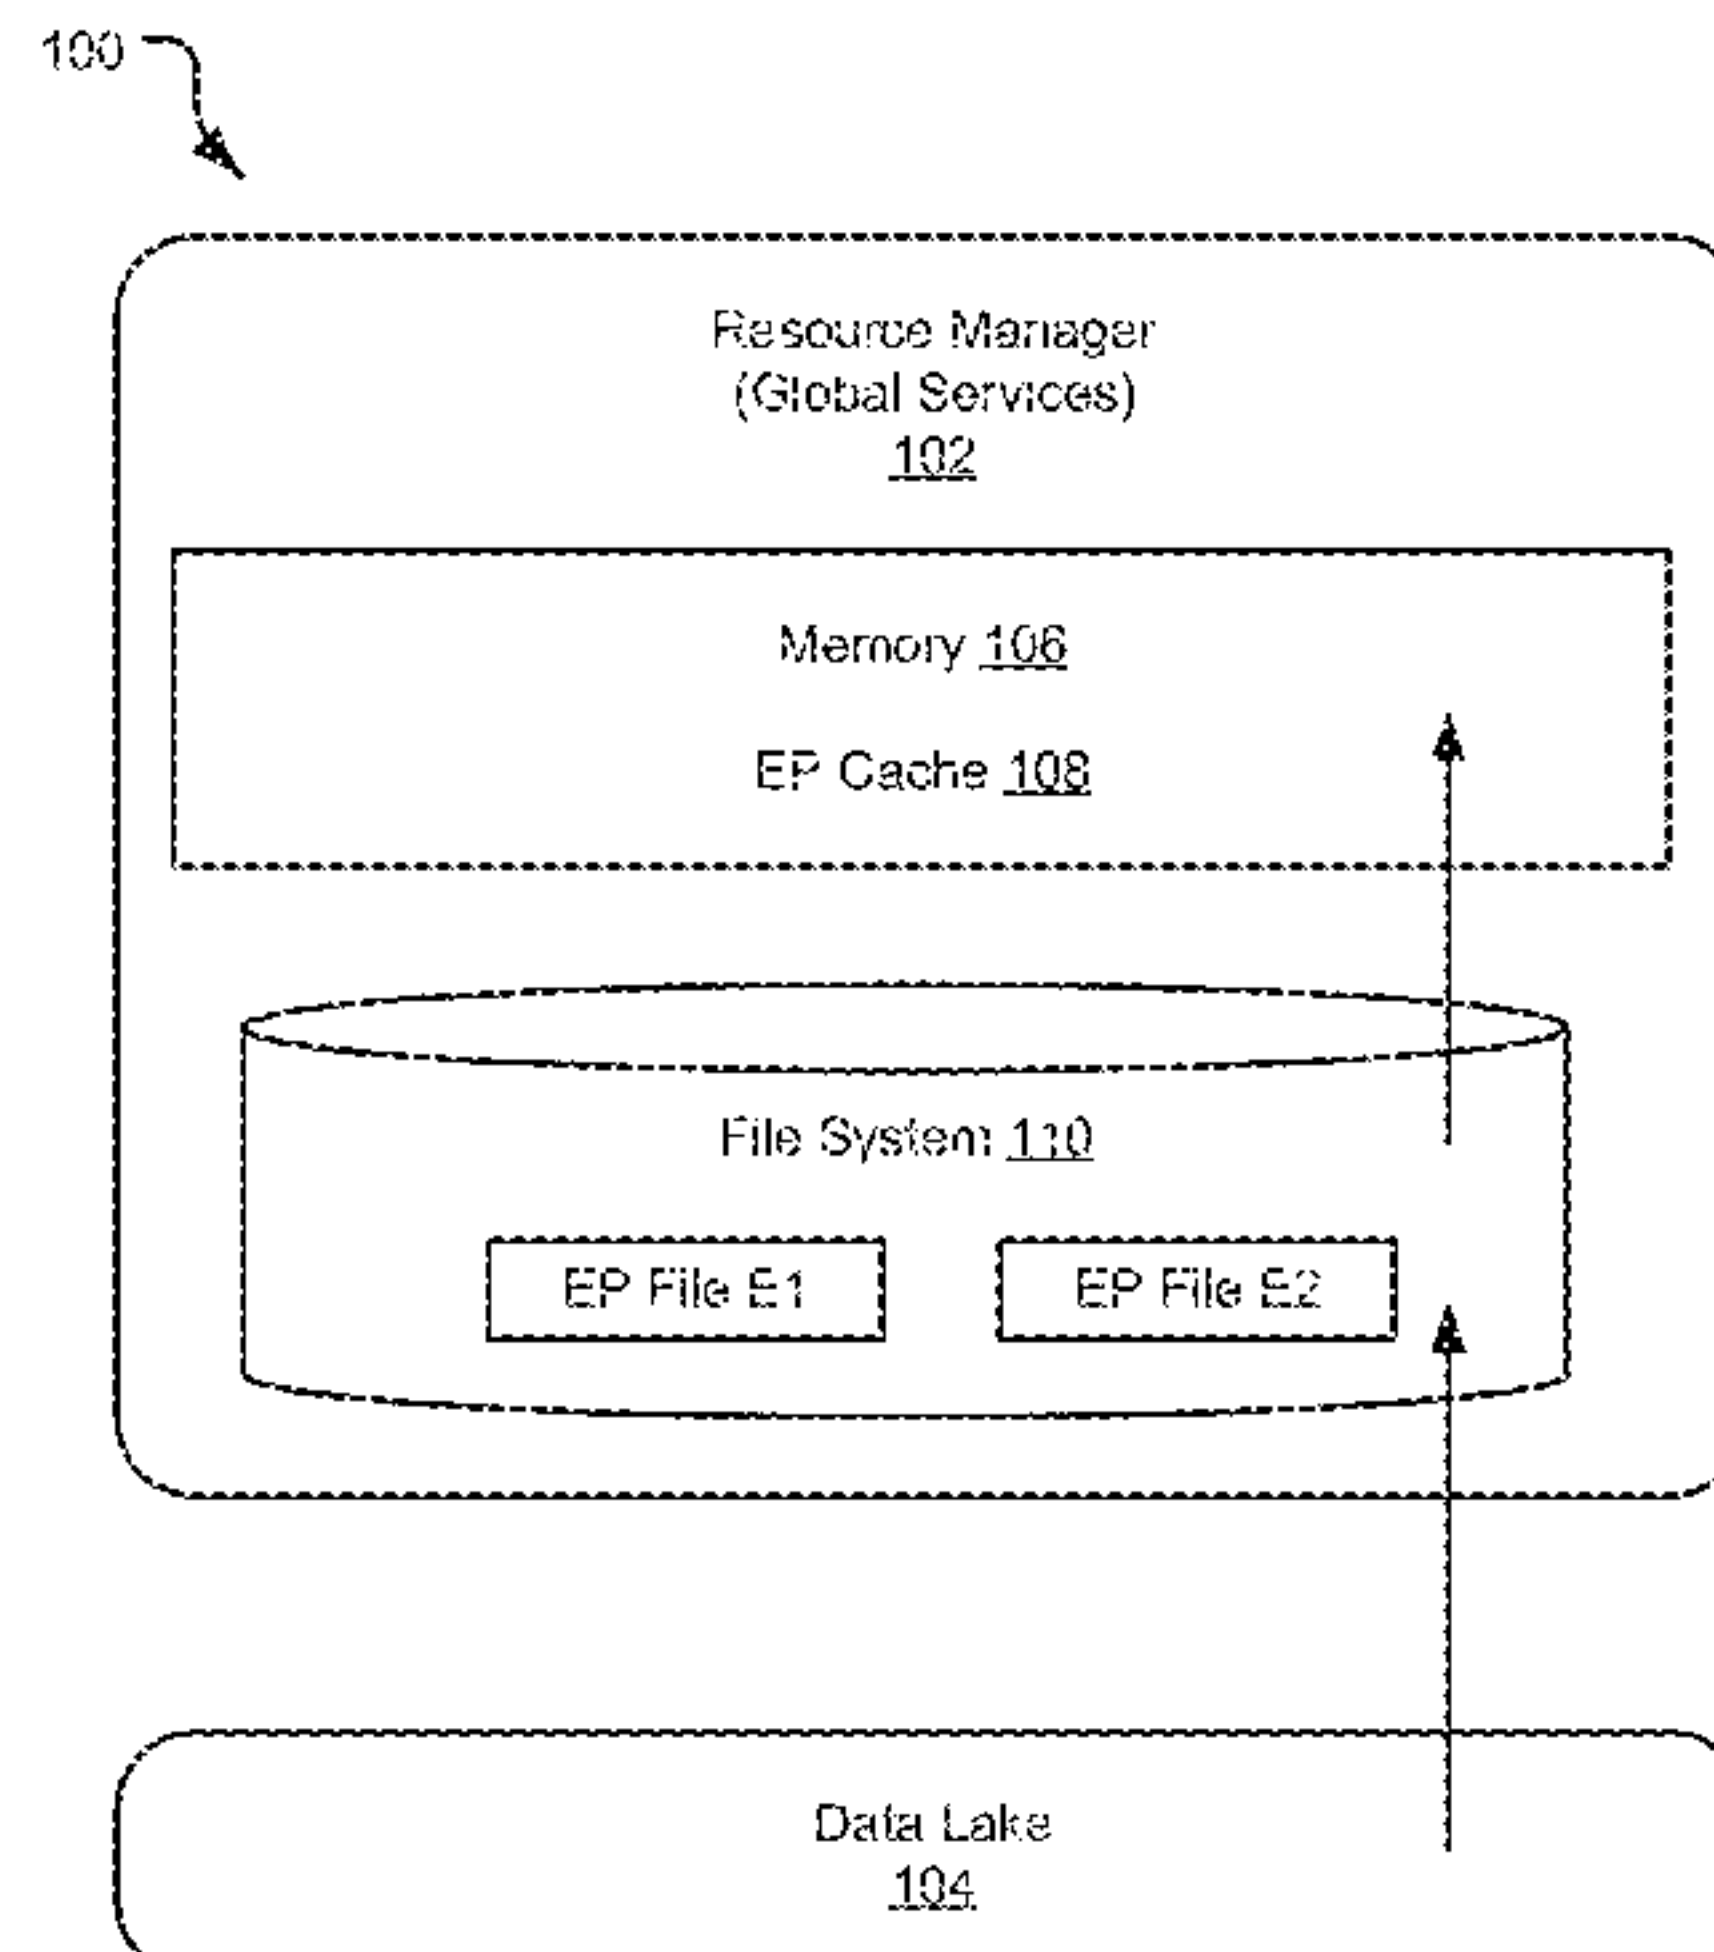 100
Resource Manager
(Global Services)
102
Memory 106
EP Cache 108
File System 110
EP File E1
EP File E2
Data Lake
104